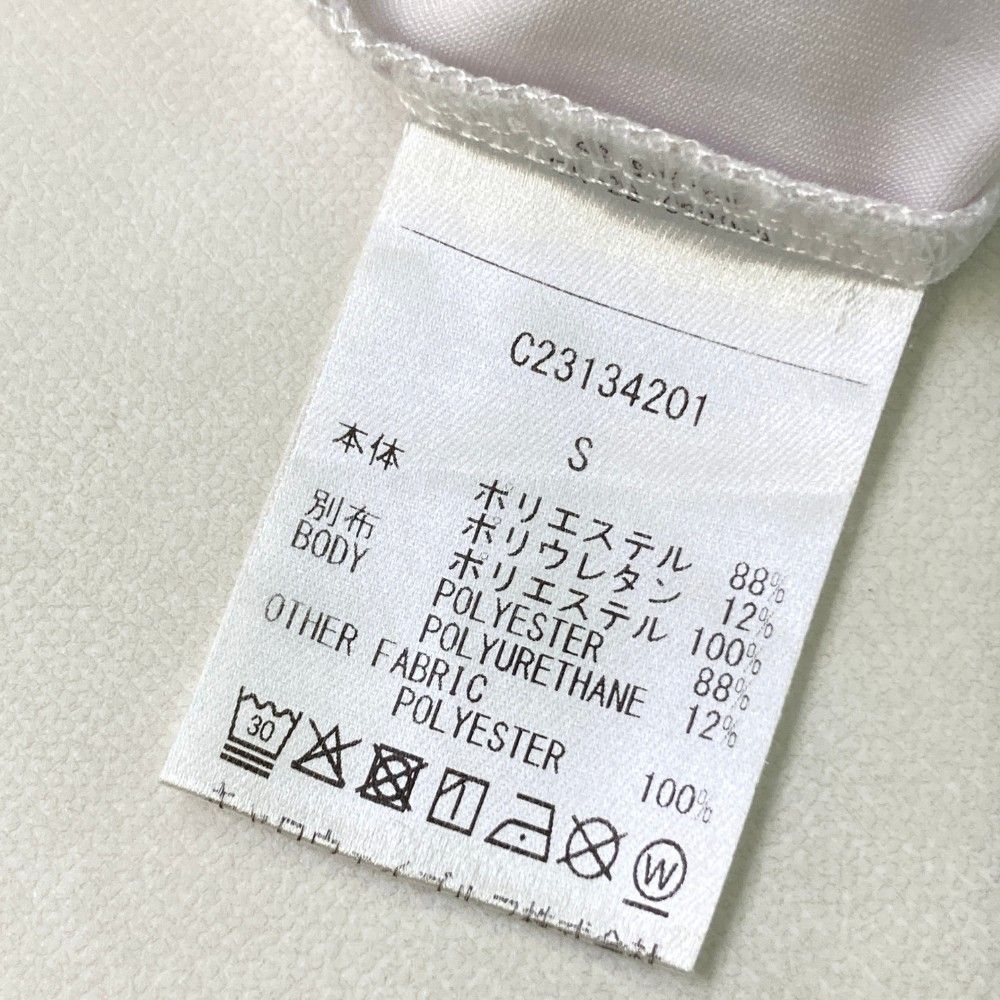 C23134201
S
本体 ポリエステル 88%
ポリウレタン 12%
別布 ポリエステル 100%
BODY POLYESTER 88%
POLYURETHANE 12%
OTHER FABRIC
POLYESTER 100%
30
W